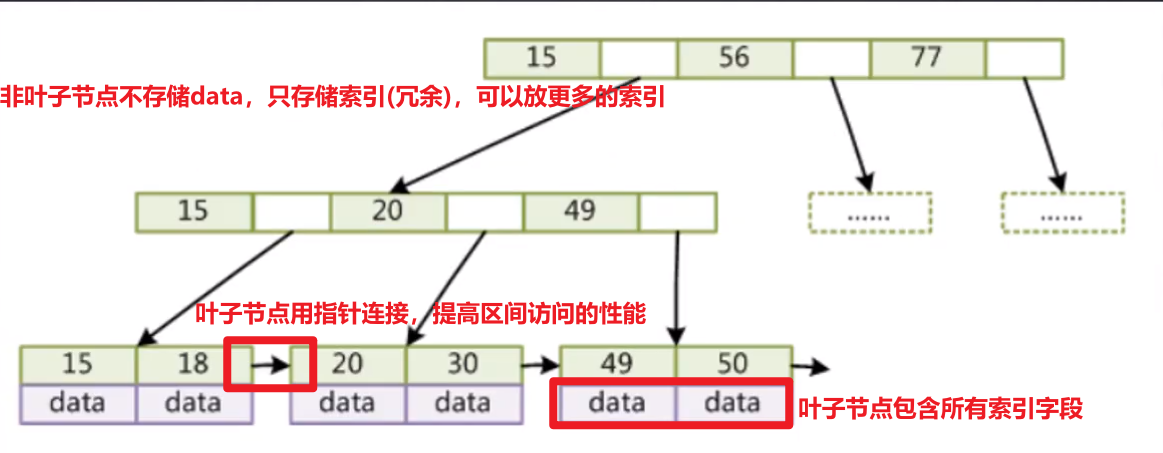 15 56 77
非叶子节点不存储data，只存储索引(冗余)，可以放更多的索引
15 20 49 ...... ......
叶子节点用指针连接，提高区间访问的性能
15 18 20 30 49 50
data data data data data data
叶子节点包含所有索引字段